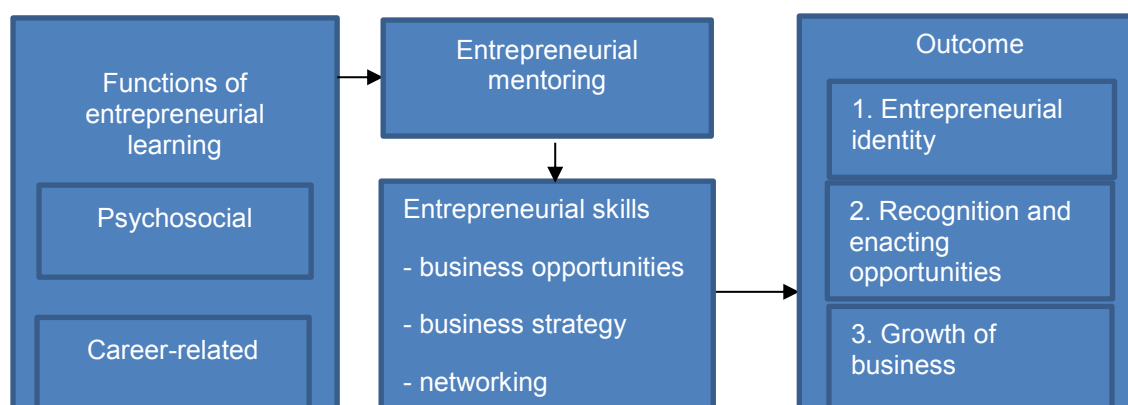 Functions of
entrepreneurial
learning
Psychosocial
Career-related
Entrepreneurial
mentoring
Entrepreneurial skills
- business opportunities
- business strategy
- networking
Outcome
1. Entrepreneurial
identity
2. Recognition and
enacting
opportunities
3. Growth of
business